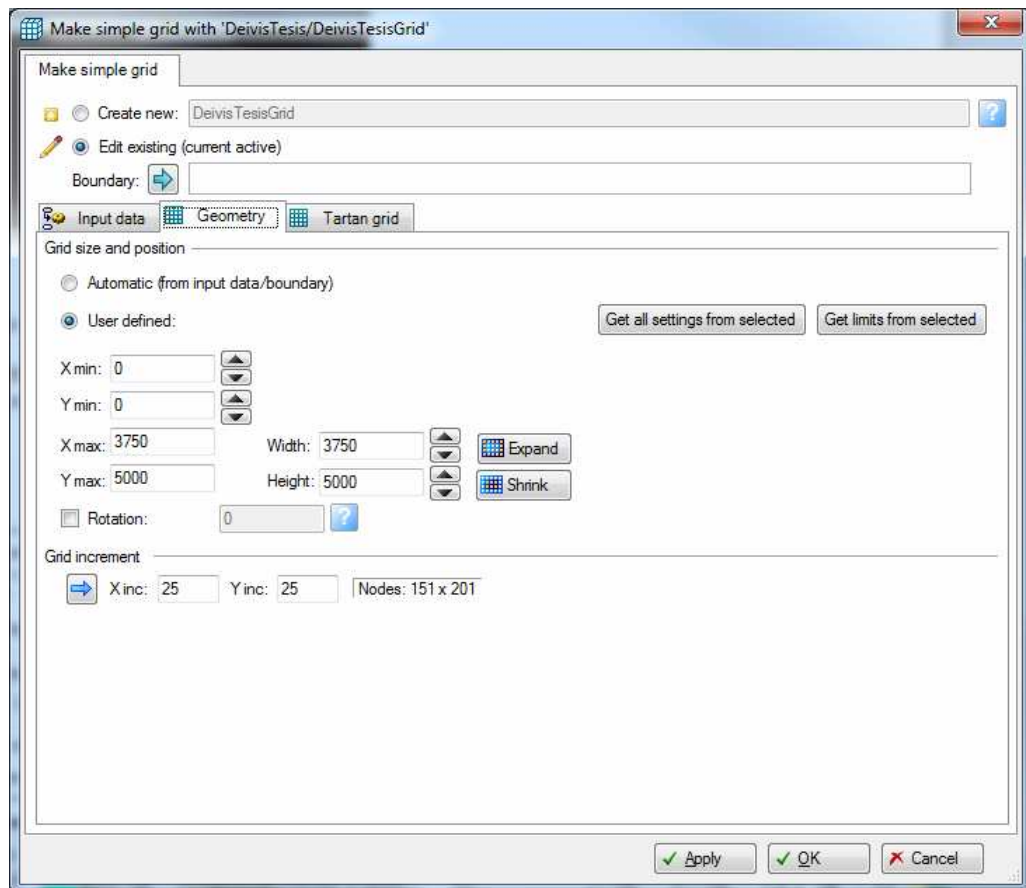 Make simple grid with 'DeivisTesis/DeivisTesisGrid'
Make simple grid
Create new: DeivisTesisGrid
Edit existing (current active)
Boundary:
Input data Geometry Tartan grid
Grid size and position
Automatic (from input data/boundary)
User defined: Get all settings from selected Get limits from selected
X min: 0
Y min: 0
X max: 3750 Width: 3750 Expand
Y max: 5000 Height: 5000 Shrink
Rotation: 0 ?
Grid increment
X inc: 25 Y inc: 25 Nodes: 151 x 201
Apply OK Cancel